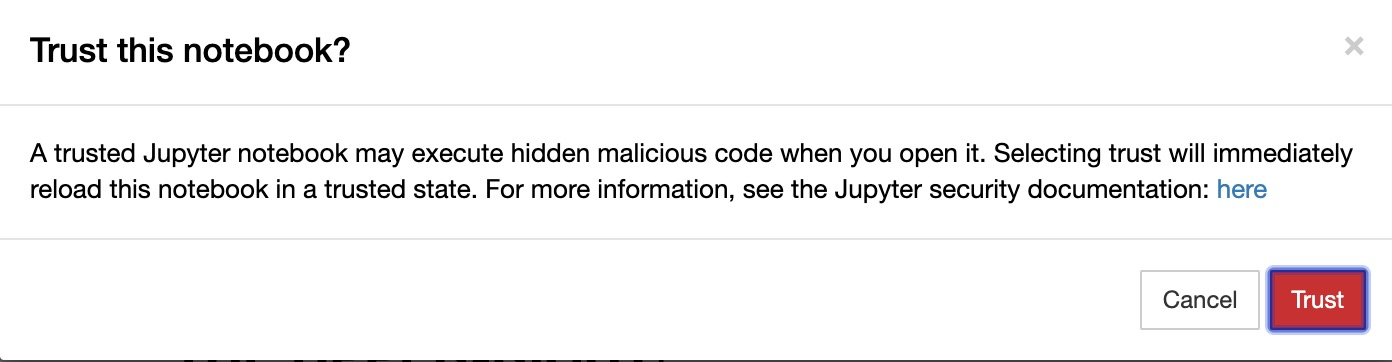 Trust this notebook?
×
A trusted Jupyter notebook may execute hidden malicious code when you open it. Selecting trust will immediately
reload this notebook in a trusted state. For more information, see the Jupyter security documentation: here
Cancel
Trust